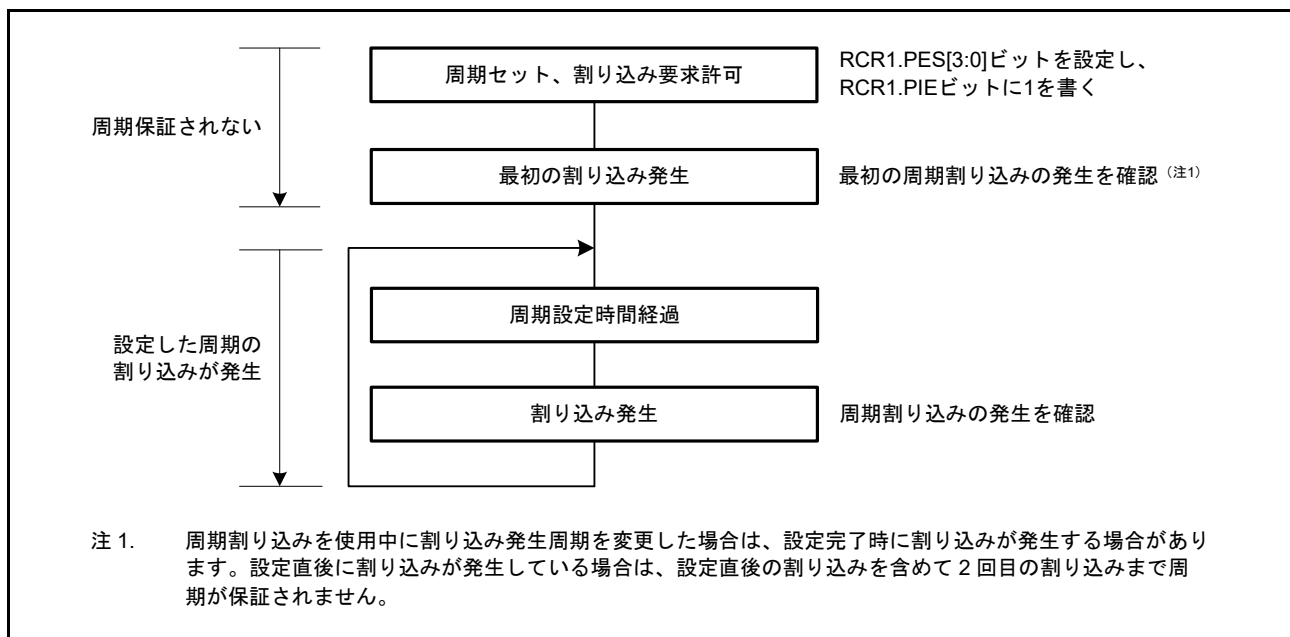 周期セット、割り込み要求許可
RCR1.PES[3:0]ビットを設定し、
RCR1.PIEビットに1を書く
周期保証されない
最初の割り込み発生
最初の周期割り込みの発生を確認（注1）
周期設定時間経過
設定した周期の
割り込みが発生
割り込み発生
周期割り込みの発生を確認
注 1. 周期割り込みを使用中に割り込み発生周期を変更した場合は、設定完了時に割り込みが発生する場合があり
ます。設定直後に割り込みが発生している場合は、設定直後の割り込みを含めて 2 回目の割り込みまで周
期が保証されません。